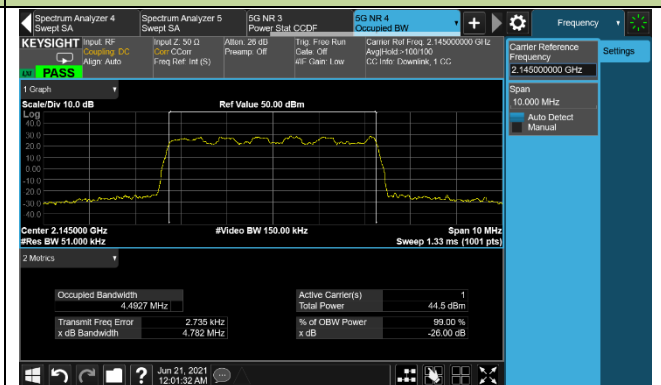 Spectrum Analyzer 4
Swept SA
Spectrum Analyzer 5
Swept SA
5G NR 3
Power Stat CCDF
5G NR 4
Occupied BW
Frequency
KEYSIGHT
Input: RF
Coupling: DC
Align: Auto
Input Z: 50 Ω
Corr CCorr
Freq Ref: Int (S)
Atten: 26 dB
Preamp: Off
Trig: Free Run
Gate: Off
#IF Gain: Low
Carrier Ref Freq: 2.145000000 GHz
Avg|Hold:>100/100
CC Info: Downlink, 1 CC
PASS
Carrier Reference
Frequency
2.145000000 GHz
Settings
Span
10.000 MHz
Auto Detect
Manual
1 Graph
Scale/Div 10.0 dB
Ref Value 50.00 dBm
Log
40.0
30.0
20.0
10.0
0.00
-10.0
-20.0
-30.0
-40.0
Center 2.145000 GHz
#Video BW 150.00 kHz
Span 10 MHz
#Res BW 51.000 kHz
Sweep 1.33 ms (1001 pts)
2 Metrics
Occupied Bandwidth
4.4927 MHz
Active Carrier(s) 1
Total Power 44.5 dBm
Transmit Freq Error 2.735 kHz
x dB Bandwidth 4.782 MHz
% of OBW Power 99.00 %
x dB -26.00 dB
Jun 21, 2021
12:01:32 AM